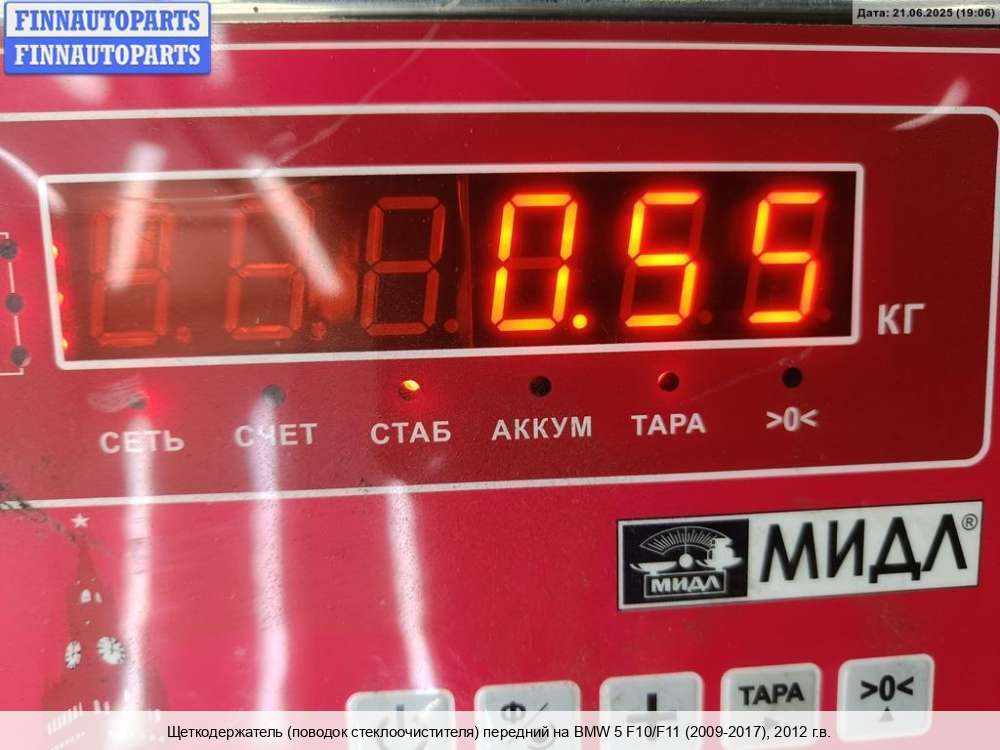 FINNAUTOPARTS
FINNAUTOPARTS
Дата: 21.06.2025 (19:06)
0.55
КГ
СЕТЬ СЧЕТ СТАБ АККУМ ТАРА >0<
МИДЛ МИДЛ®
Ф/
+
ТАРА
>0<
Щеткодержатель (поводок стеклоочистителя) передний на BMW 5 F10/F11 (2009-2017), 2012 г.в.